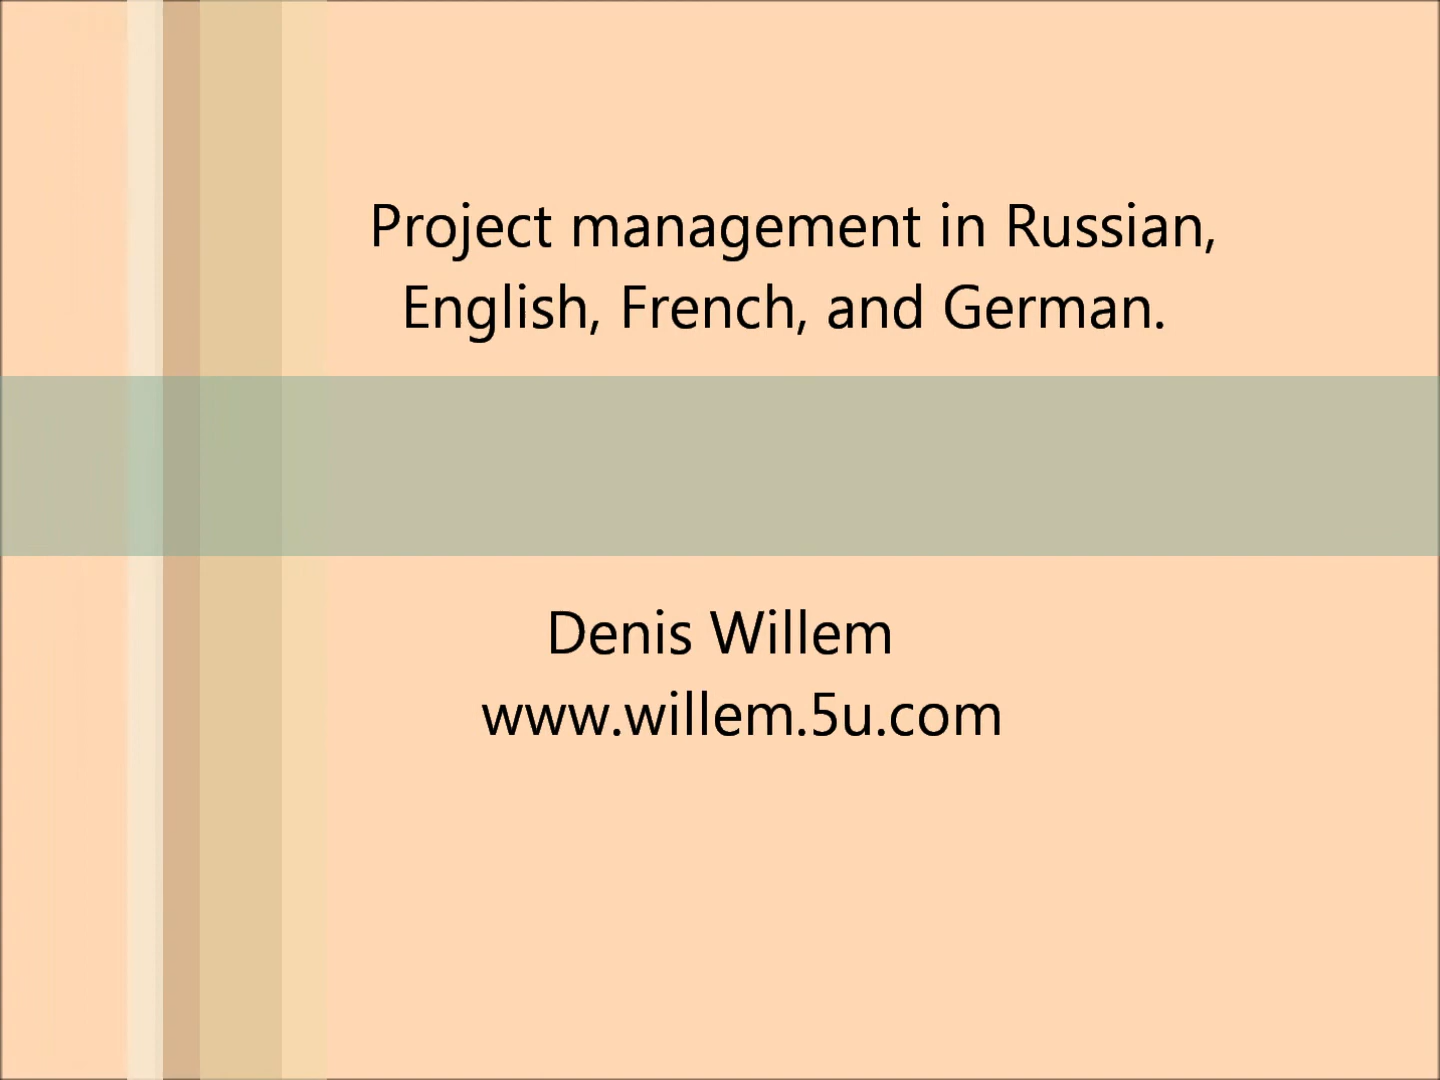 Project management in Russian,
English, French, and German.
Denis Willem
www.willem.5u.com